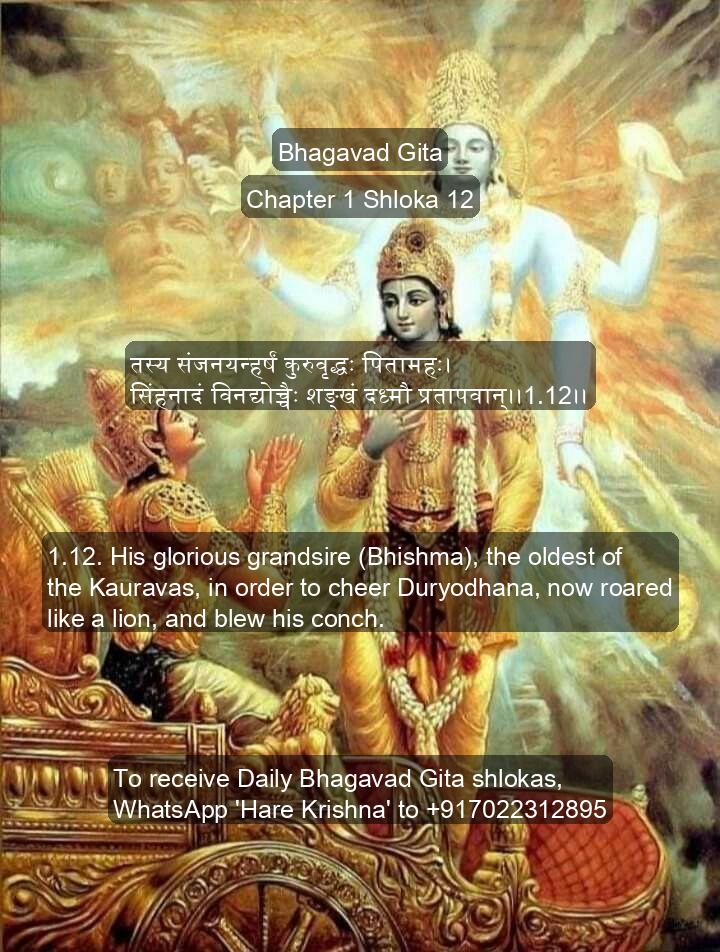 Bhagavad Gita
Chapter 1 Shloka 12
तस्य संजनयन्हर्षं कुरुवृद्धः पितामहः।
सिंहनादं विनद्योच्चैः शङ्खं दध्मौ प्रतापवान्।।1.12।।
1.12. His glorious grandsire (Bhishma), the oldest of
the Kauravas, in order to cheer Duryodhana, now roared
like a lion, and blew his conch.
To receive Daily Bhagavad Gita shlokas,
WhatsApp 'Hare Krishna' to +917022312895